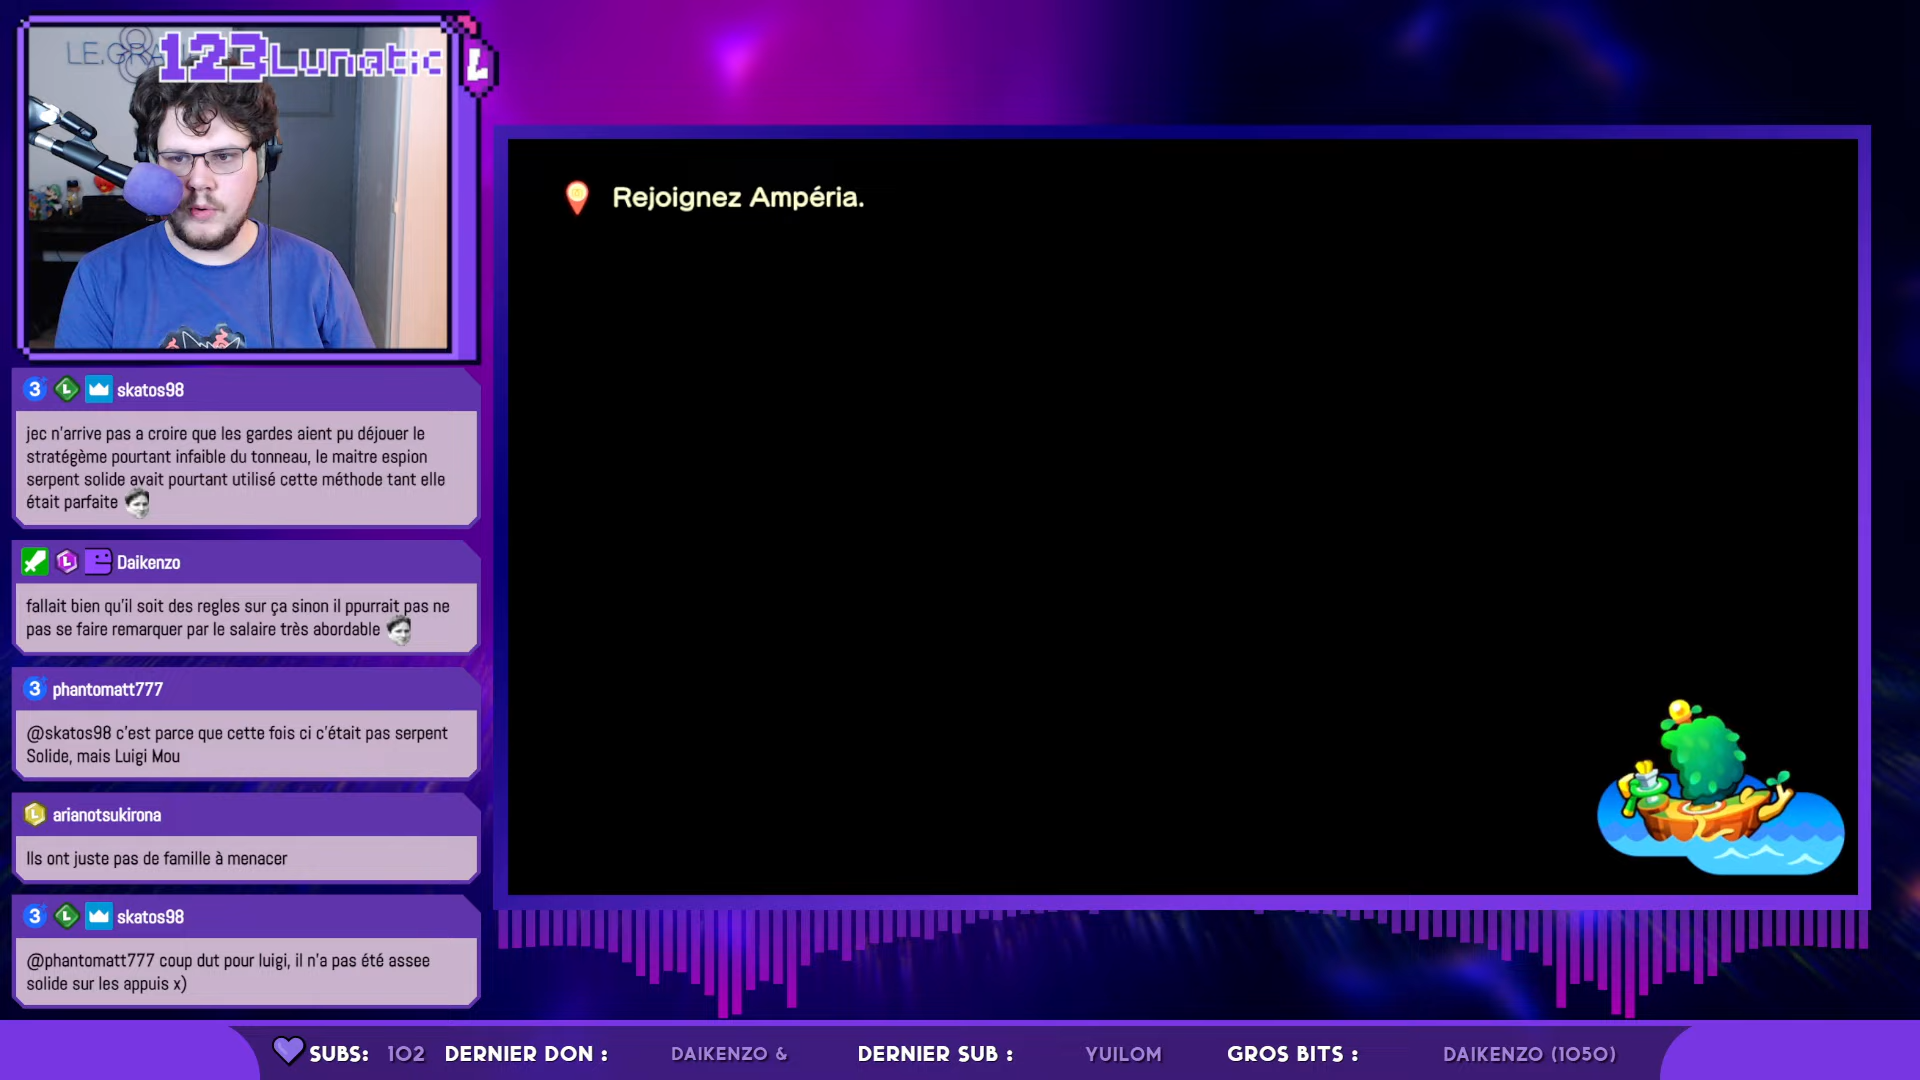 LE.GRA
123Lunatic
L
Rejoignez Ampéria.
3 L skatos98
jec n'arrive pas a croire que les gardes aient pu déjouer le
stratégème pourtant infaible du tonneau, le maitre espion
serpent solide avait pourtant utilisé cette méthode tant elle
était parfaite
L Daikenzo
fallait bien qu'il soit des regles sur ça sinon il ppurrait pas ne
pas se faire remarquer par le salaire très abordable
3 phantomatt777
@skatos98 c'est parce que cette fois ci c'était pas serpent
Solide, mais Luigi Mou
L arianotsukirona
Ils ont juste pas de famille à menacer
3 L skatos98
@phantomatt777 coup dut pour luigi, il n'a pas été assee
solide sur les appuis x)
SUBS: 102 DERNIER DON : DAIKENZO & DERNIER SUB : YUILOM GROS BITS : DAIKENZO (1050)